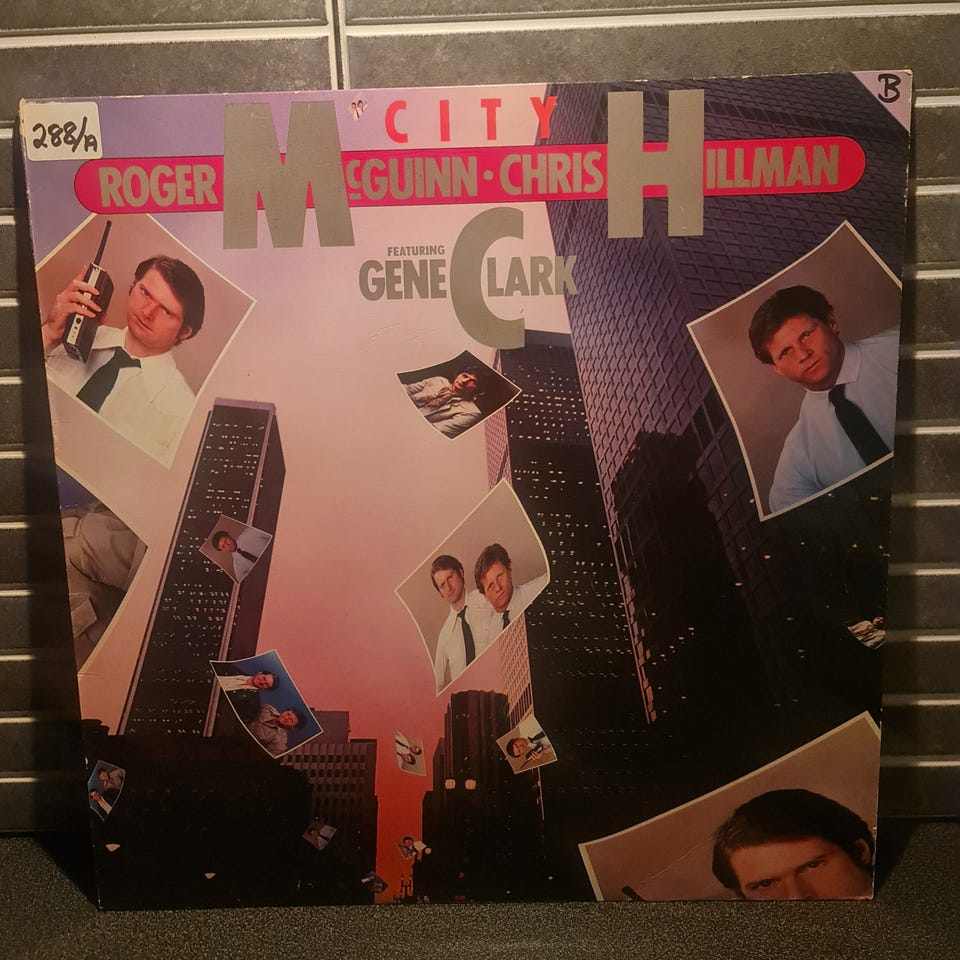 288/A
B
CITY
ROGER McGUINN · CHRIS HILLMAN
FEATURING
GENE CLARK